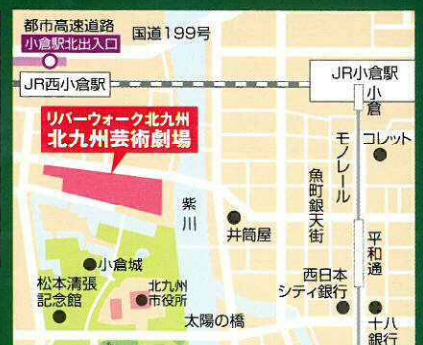 都市高速道路
小倉駅北出入口
国道199号
JR西小倉駅
JR小倉駅
リバーウォーク北九州
北九州芸術劇場
小倉
モノレール
コレット
紫川
井筒屋
魚町銀天街
平和通
小倉城
松本清張
記念館
北九州
市役所
太陽の橋
西日本
シティ銀行
十八
銀行